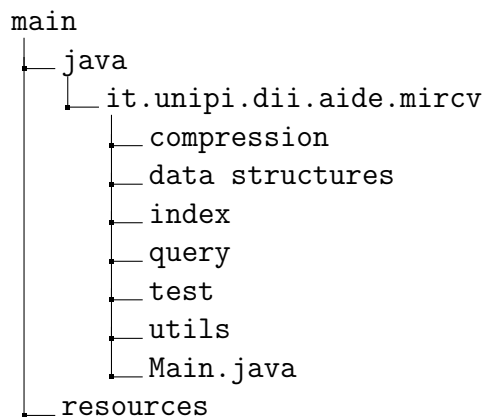 main
java
it.unipi.dii.aide.mircv
compression
data structures
index
query
test
utils
Main.java
resources